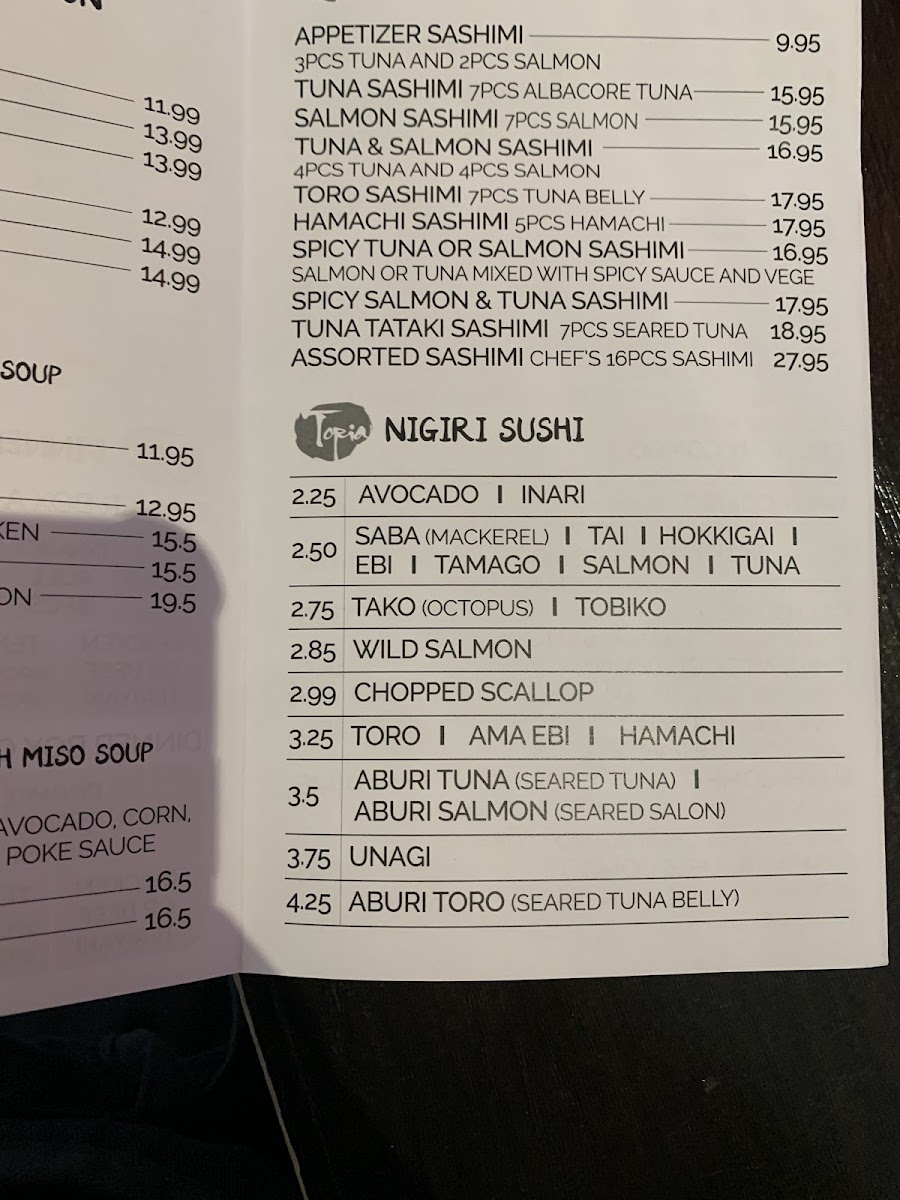 11.99
13.99
13.99
12.99
14.99
14.99
SOUP
11.95
12.95
KEN 15.5
15.5
ON 19.5
H MISO SOUP
AVOCADO, CORN,
POKE SAUCE
16.5
16.5
APPETIZER SASHIMI 9.95
3PCS TUNA AND 2PCS SALMON
TUNA SASHIMI 7PCS ALBACORE TUNA 15.95
SALMON SASHIMI 7PCS SALMON 15.95
TUNA & SALMON SASHIMI 16.95
4PCS TUNA AND 4PCS SALMON
TORO SASHIMI 7PCS TUNA BELLY 17.95
HAMACHI SASHIMI 5PCS HAMACHI 17.95
SPICY TUNA OR SALMON SASHIMI 16.95
SALMON OR TUNA MIXED WITH SPICY SAUCE AND VEGE
SPICY SALMON & TUNA SASHIMI 17.95
TUNA TATAKI SASHIMI 7PCS SEARED TUNA 18.95
ASSORTED SASHIMI CHEF'S 16PCS SASHIMI 27.95
Topia NIGIRI SUSHI
2.25 AVOCADO | INARI
2.50 SABA (MACKEREL) | TAI | HOKKIGAI |
EBI | TAMAGO | SALMON | TUNA
2.75 TAKO (OCTOPUS) | TOBIKO
2.85 WILD SALMON
2.99 CHOPPED SCALLOP
3.25 TORO | AMA EBI | HAMACHI
3.5 ABURI TUNA (SEARED TUNA) |
ABURI SALMON (SEARED SALON)
3.75 UNAGI
4.25 ABURI TORO (SEARED TUNA BELLY)